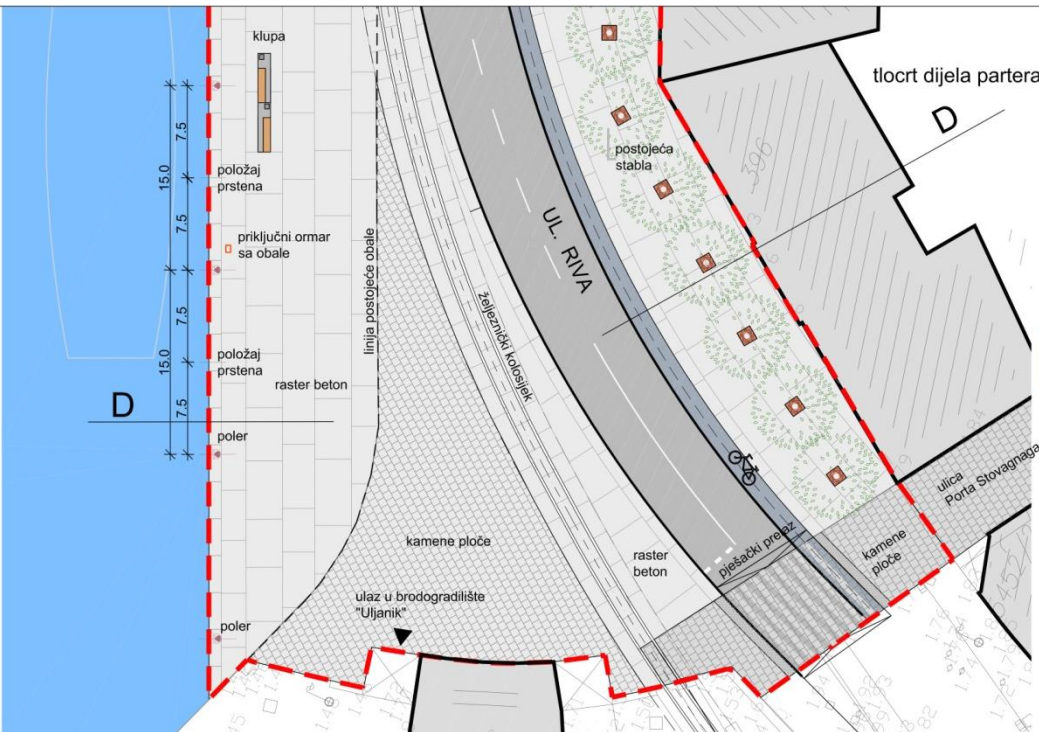 klupa
tlocrt dijela partera
D
396
7.5
15.0
7.5
položaj
prstena
postojeća
stabla
UL. RIVA
priključni ormar
sa obale
linija postojeće obale
željeznički kolosijek
7.5
15.0
7.5
položaj
prstena
raster beton
D
poler
ulica
Porta Stovagnaga
kamene ploče
raster
beton
pješački prelaz
kamene
ploče
ulaz u brodogradilište
"Uljanik"
poler
452